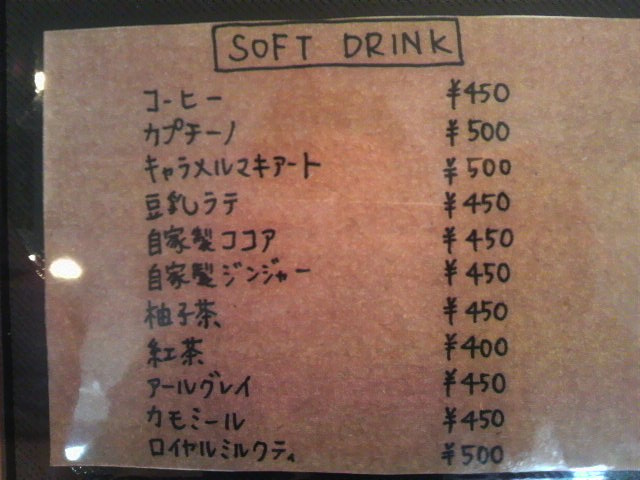 SOFT DRINK
コーヒー ¥450
カプチーノ ¥500
キャラメルマキアート ¥500
豆乳ラテ ¥450
自家製ココア ¥450
自家製ジンジャー ¥450
柚子茶 ¥450
紅茶 ¥400
アールグレイ ¥450
カモミール ¥450
ロイヤルミルクティ ¥500